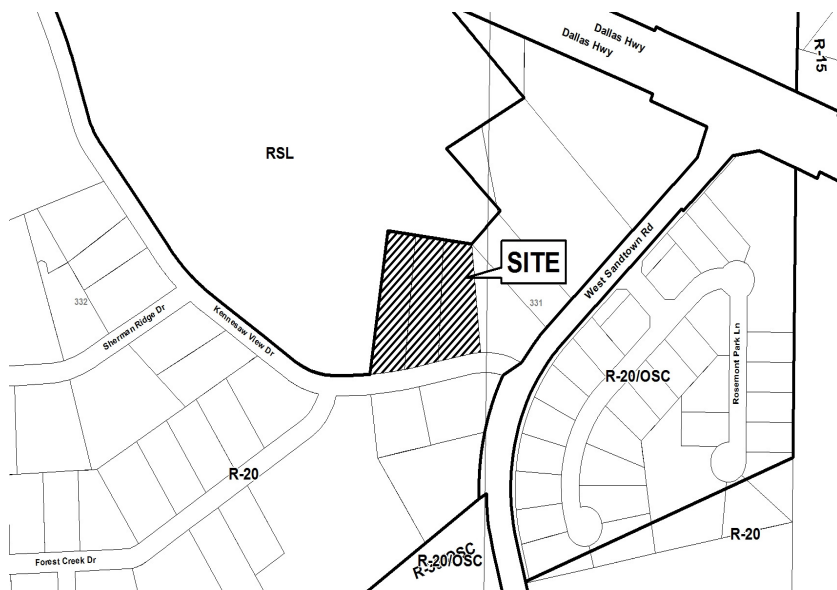 Dallas Hwy
Dallas Hwy
R-15
RSL
SITE
West Sandtown Rd
332
331
Sherman Ridge Dr
Kennesaw View Dr
Rosemont Park Ln
R-20/OSC
R-20
R-20
R-20/OSC
Forest Creek Dr